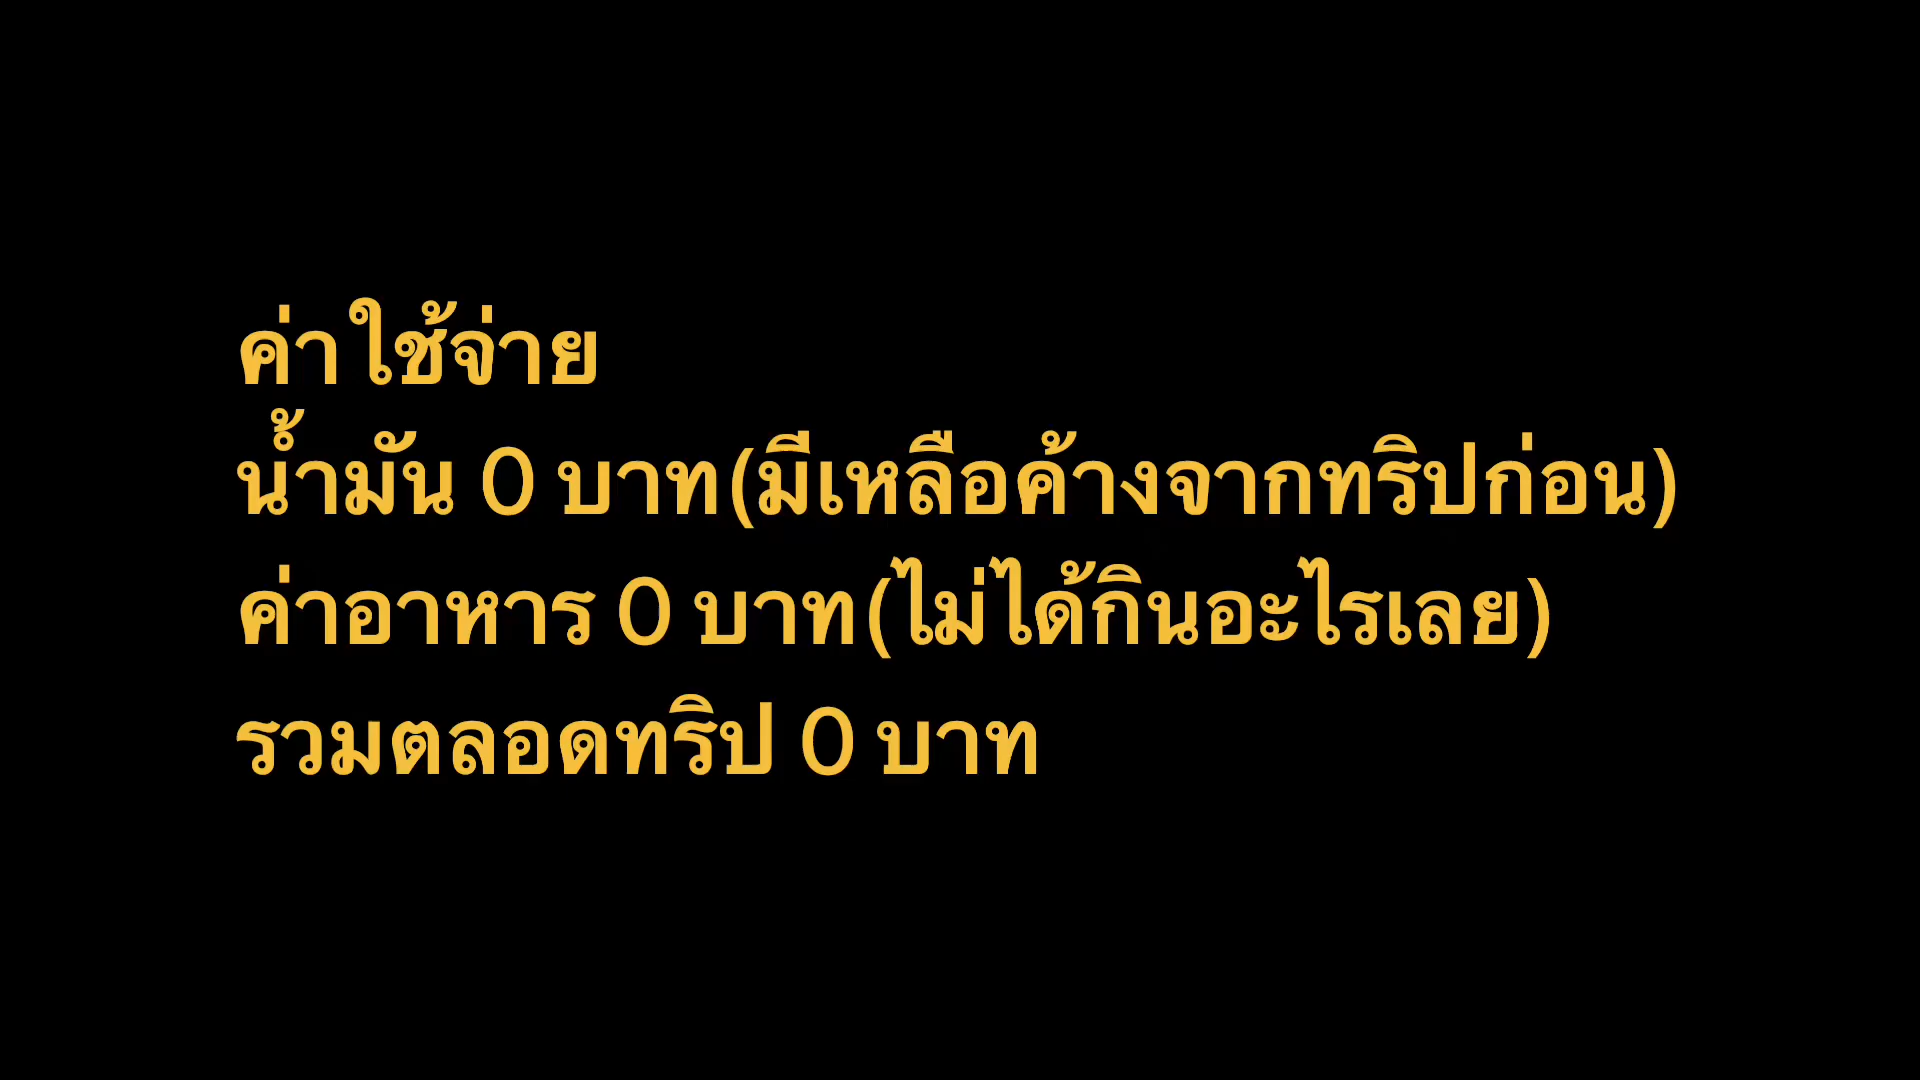 ค่าใช้จ่าย
น้ำมัน 0 บาท(มีเหลือค้างจากทริปก่อน)
ค่าอาหาร 0 บาท(ไม่ได้กินอะไรเลย)
รวมตลอดทริป 0 บาท